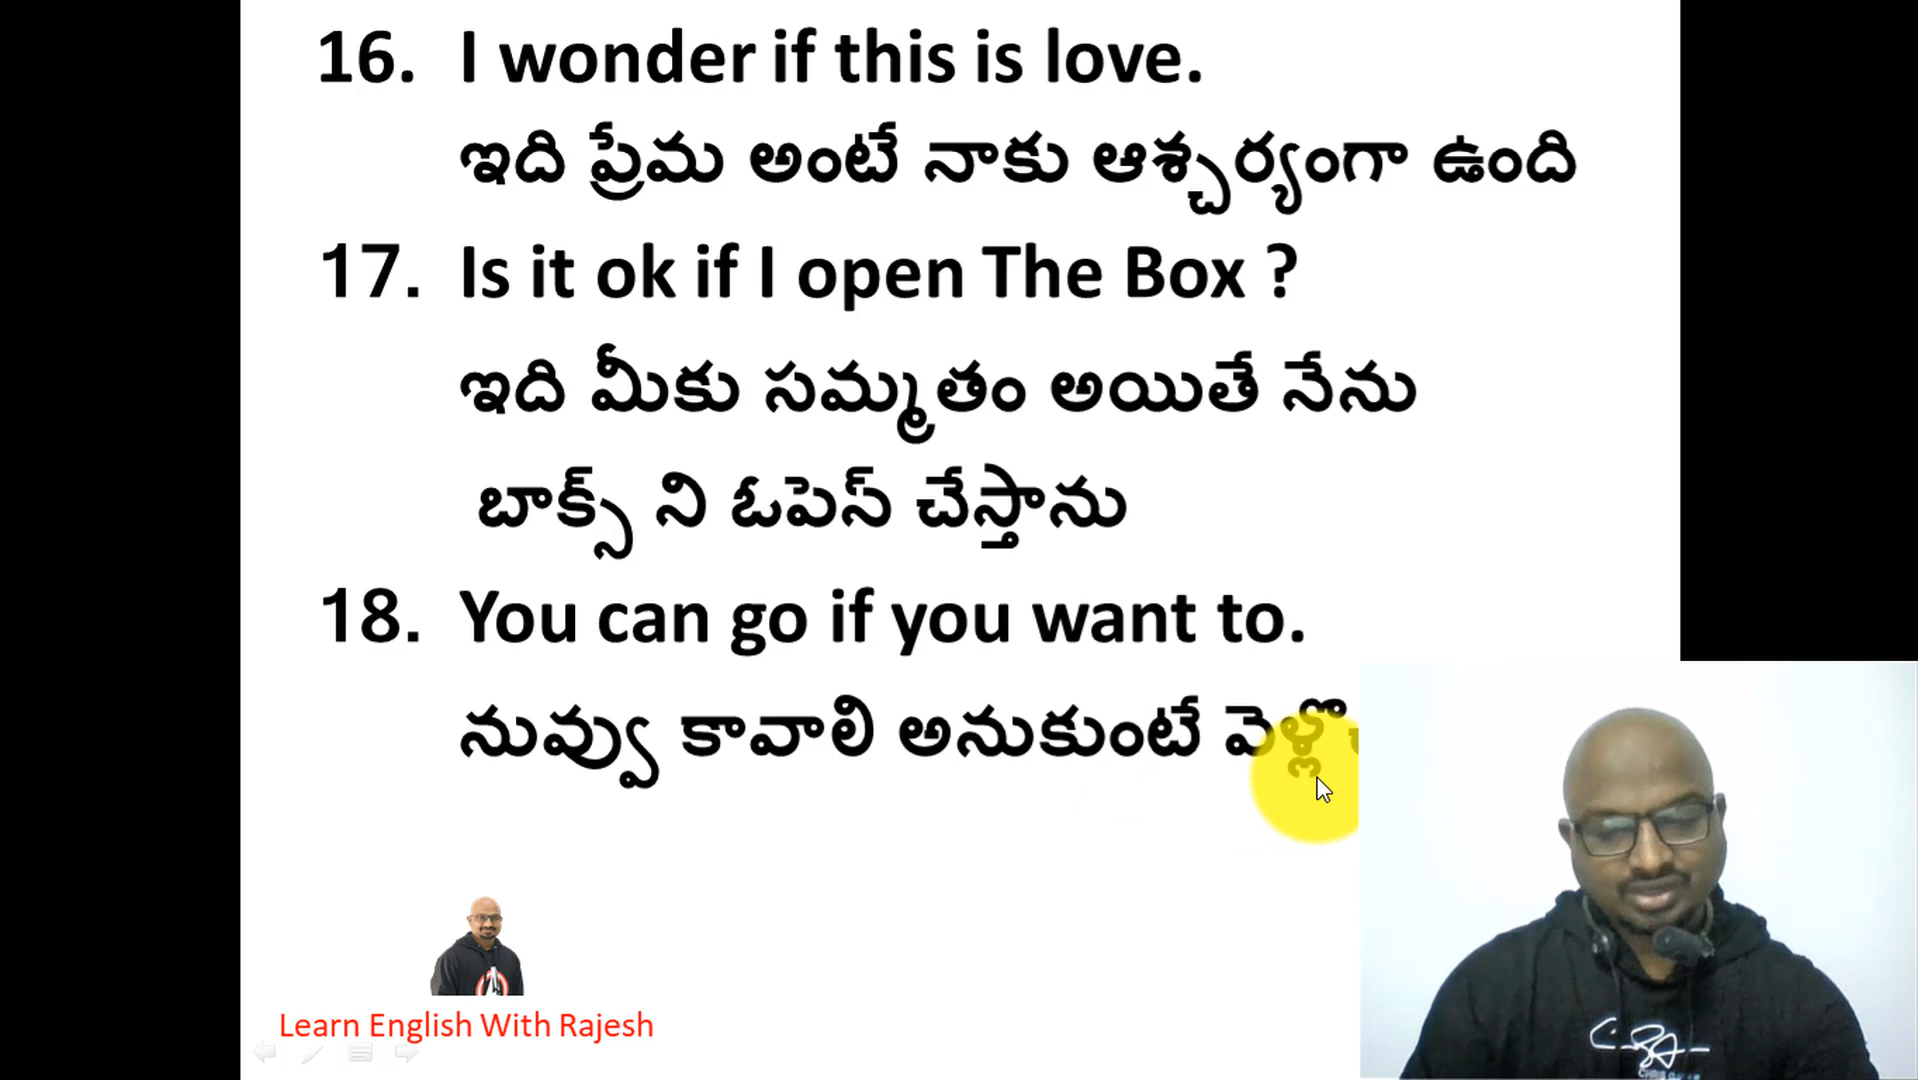 16. I wonder if this is love.
ఇది ప్రేమ అంటే నాకు ఆశ్చర్యంగా ఉంది
17. Is it ok if I open The Box ?
ఇది మీకు సమ్మతం అయితే నేను
బాక్స్ ని ఓపెన్ చేస్తాను
18. You can go if you want to.
నువ్వు కావాలి అనుకుంటే
Learn English With Rajesh